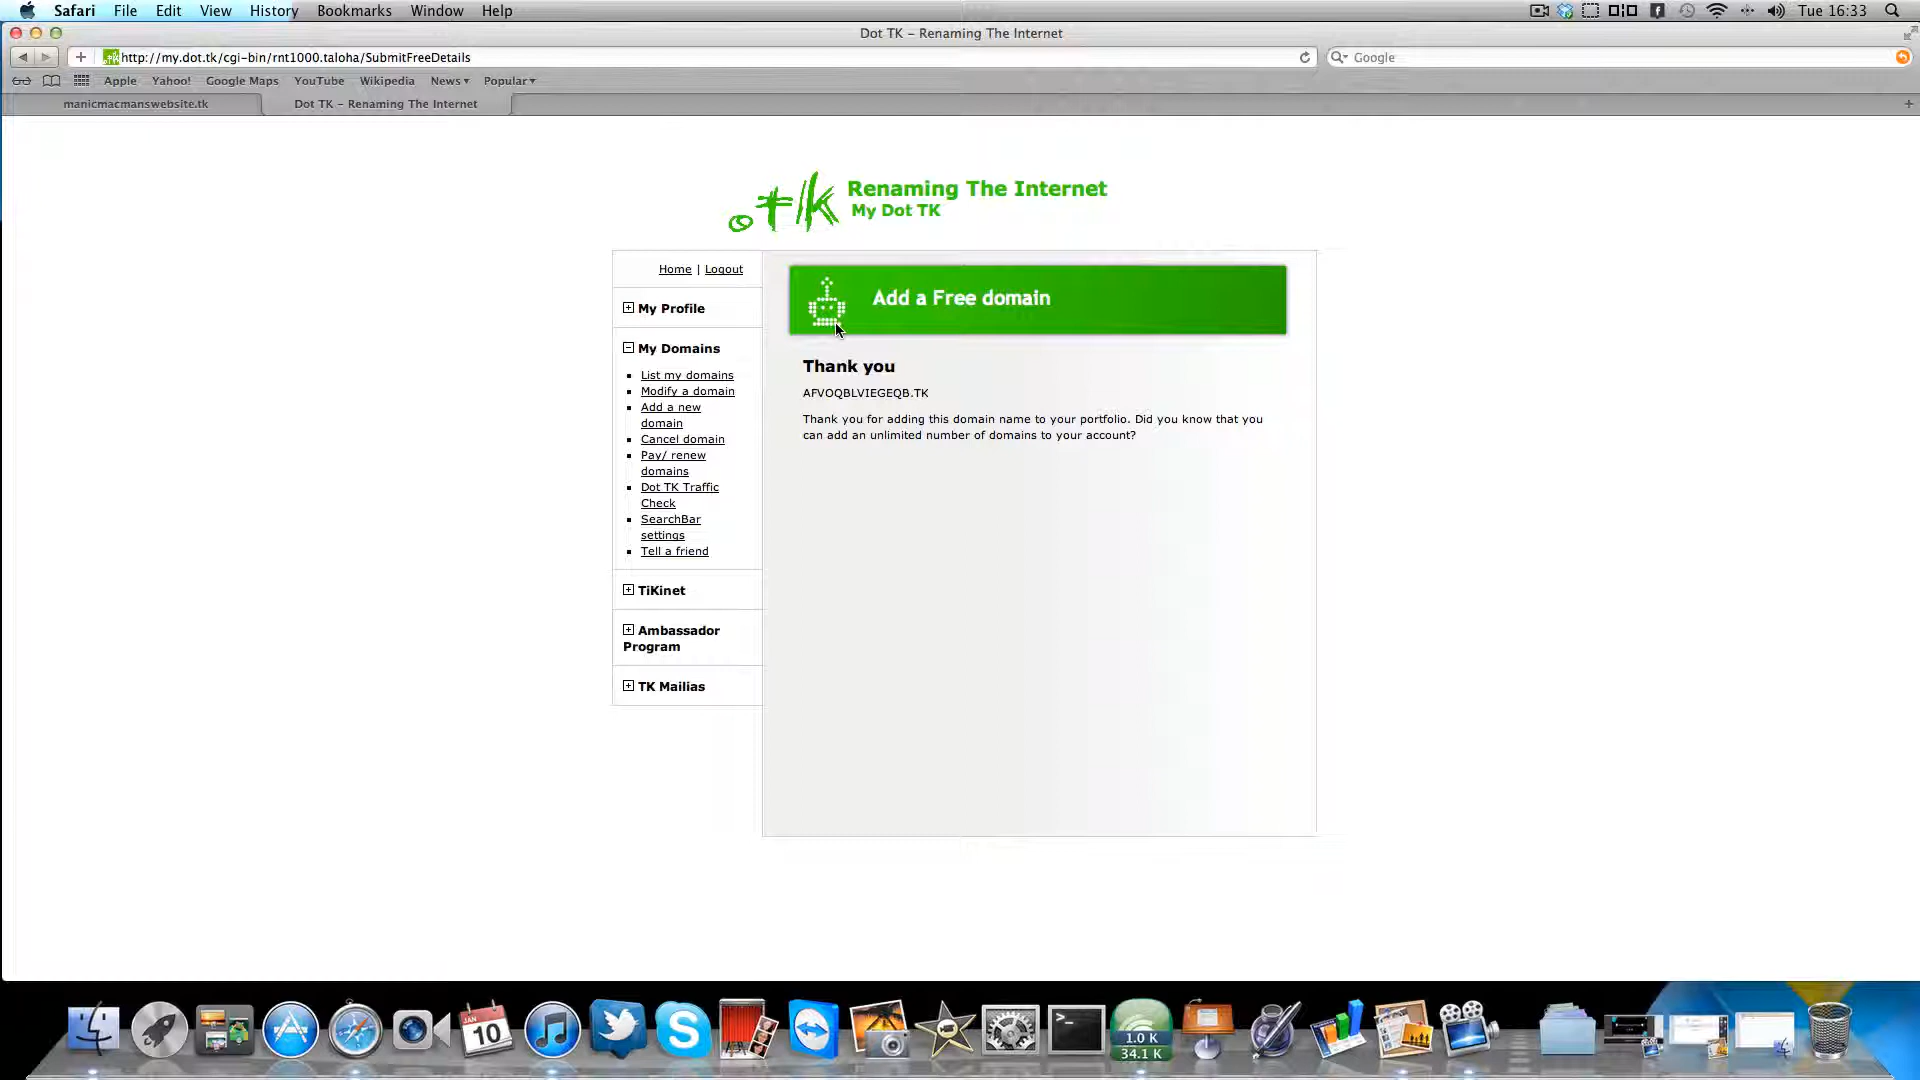 Safari File Edit View History Bookmarks Window Help Tue 16:33
Dot TK – Renaming The Internet
http://my.dot.tk/cgi-bin/rnt1000.taloha/SubmitFreeDetails Google
Apple Yahoo! Google Maps YouTube Wikipedia News Popular
manicmacmanswebsite.tk Dot TK – Renaming The Internet
.tk Renaming The Internet
My Dot TK
Home | Logout
My Profile
My Domains
List my domains
Modify a domain
Add a new
domain
Cancel domain
Pay/ renew
domains
Dot TK Traffic
Check
SearchBar
settings
Tell a friend
TiKinet
Ambassador
Program
TK Mailias
Add a Free domain
Thank you
AFVOQBLVIEGEQB.TK
Thank you for adding this domain name to your portfolio. Did you know that you
can add an unlimited number of domains to your account?
JAN
10
1.0 K
34.1 K